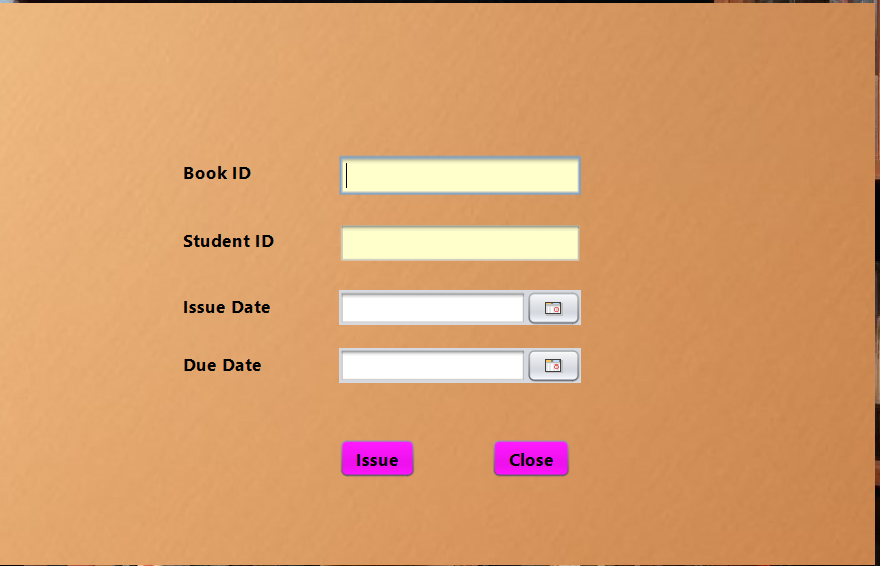 Book ID
Student ID
Issue Date
Due Date
Issue Close